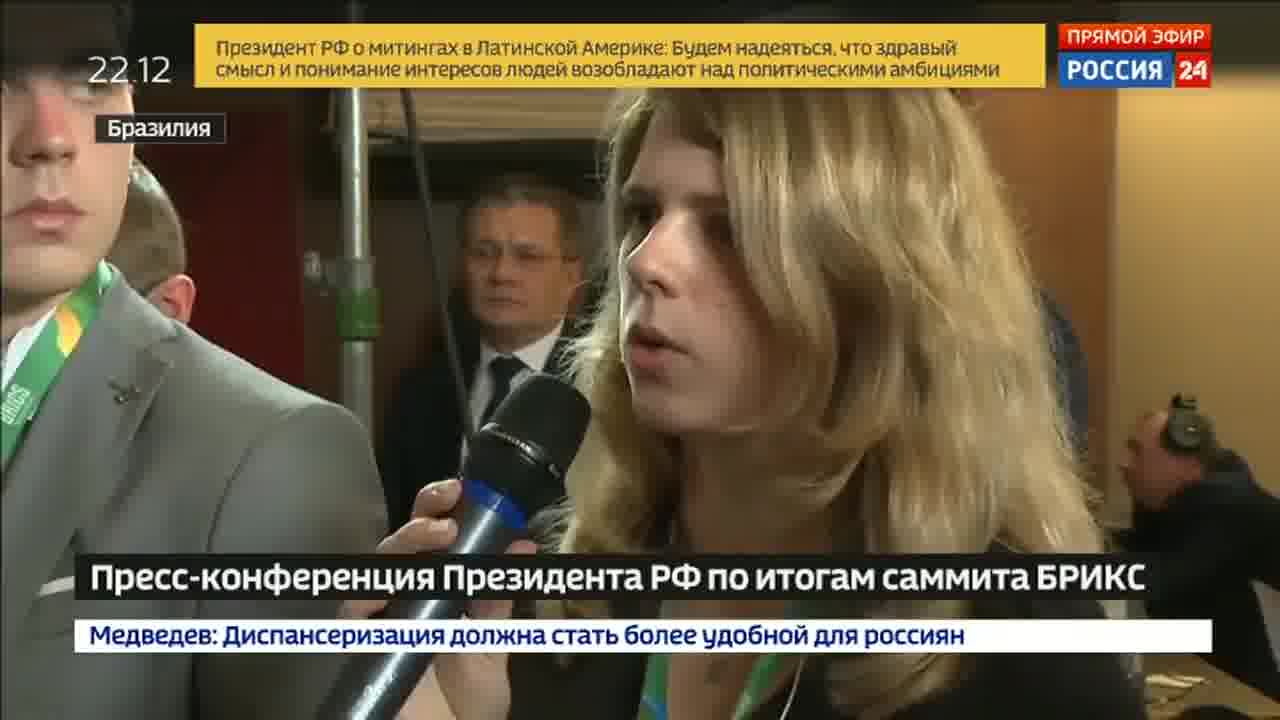 22.12
Президент РФ о митингах в Латинской Америке: Будем надеяться, что здравый
смысл и понимание интересов людей возобладают над политическими амбициями
ПРЯМОЙ ЭФИР
РОССИЯ 24
Бразилия
BRICS
Пресс-конференция Президента РФ по итогам саммита БРИКС
Медведев: Диспансеризация должна стать более удобной для россиян